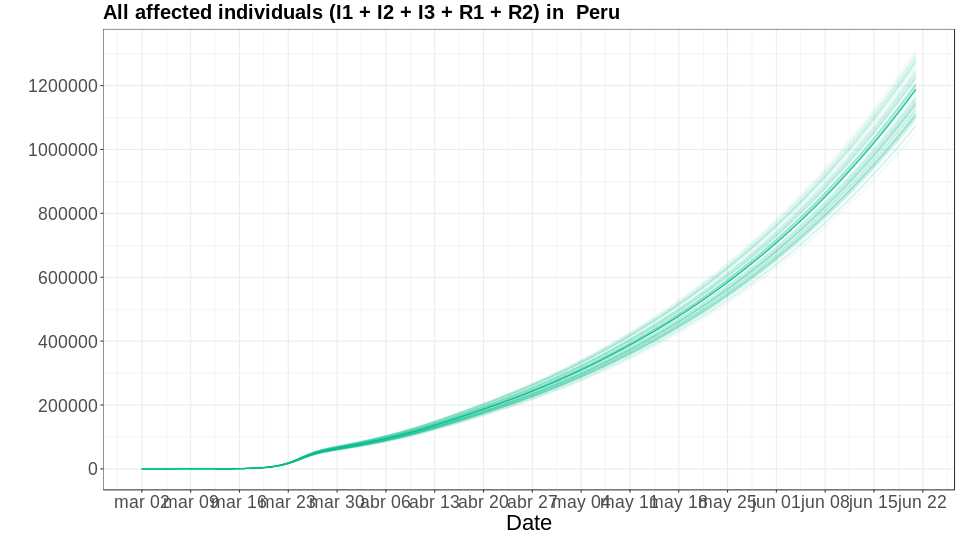 All affected individuals (I1 + I2 + I3 + R1 + R2) in  Peru
1200000
1000000
800000
600000
400000
200000
0
mar 02 mar 09 mar 16 mar 23 mar 30 abr 06 abr 13 abr 20 abr 27 may 04 may 11 may 18 may 25 jun 01 jun 08 jun 15 jun 22
Date